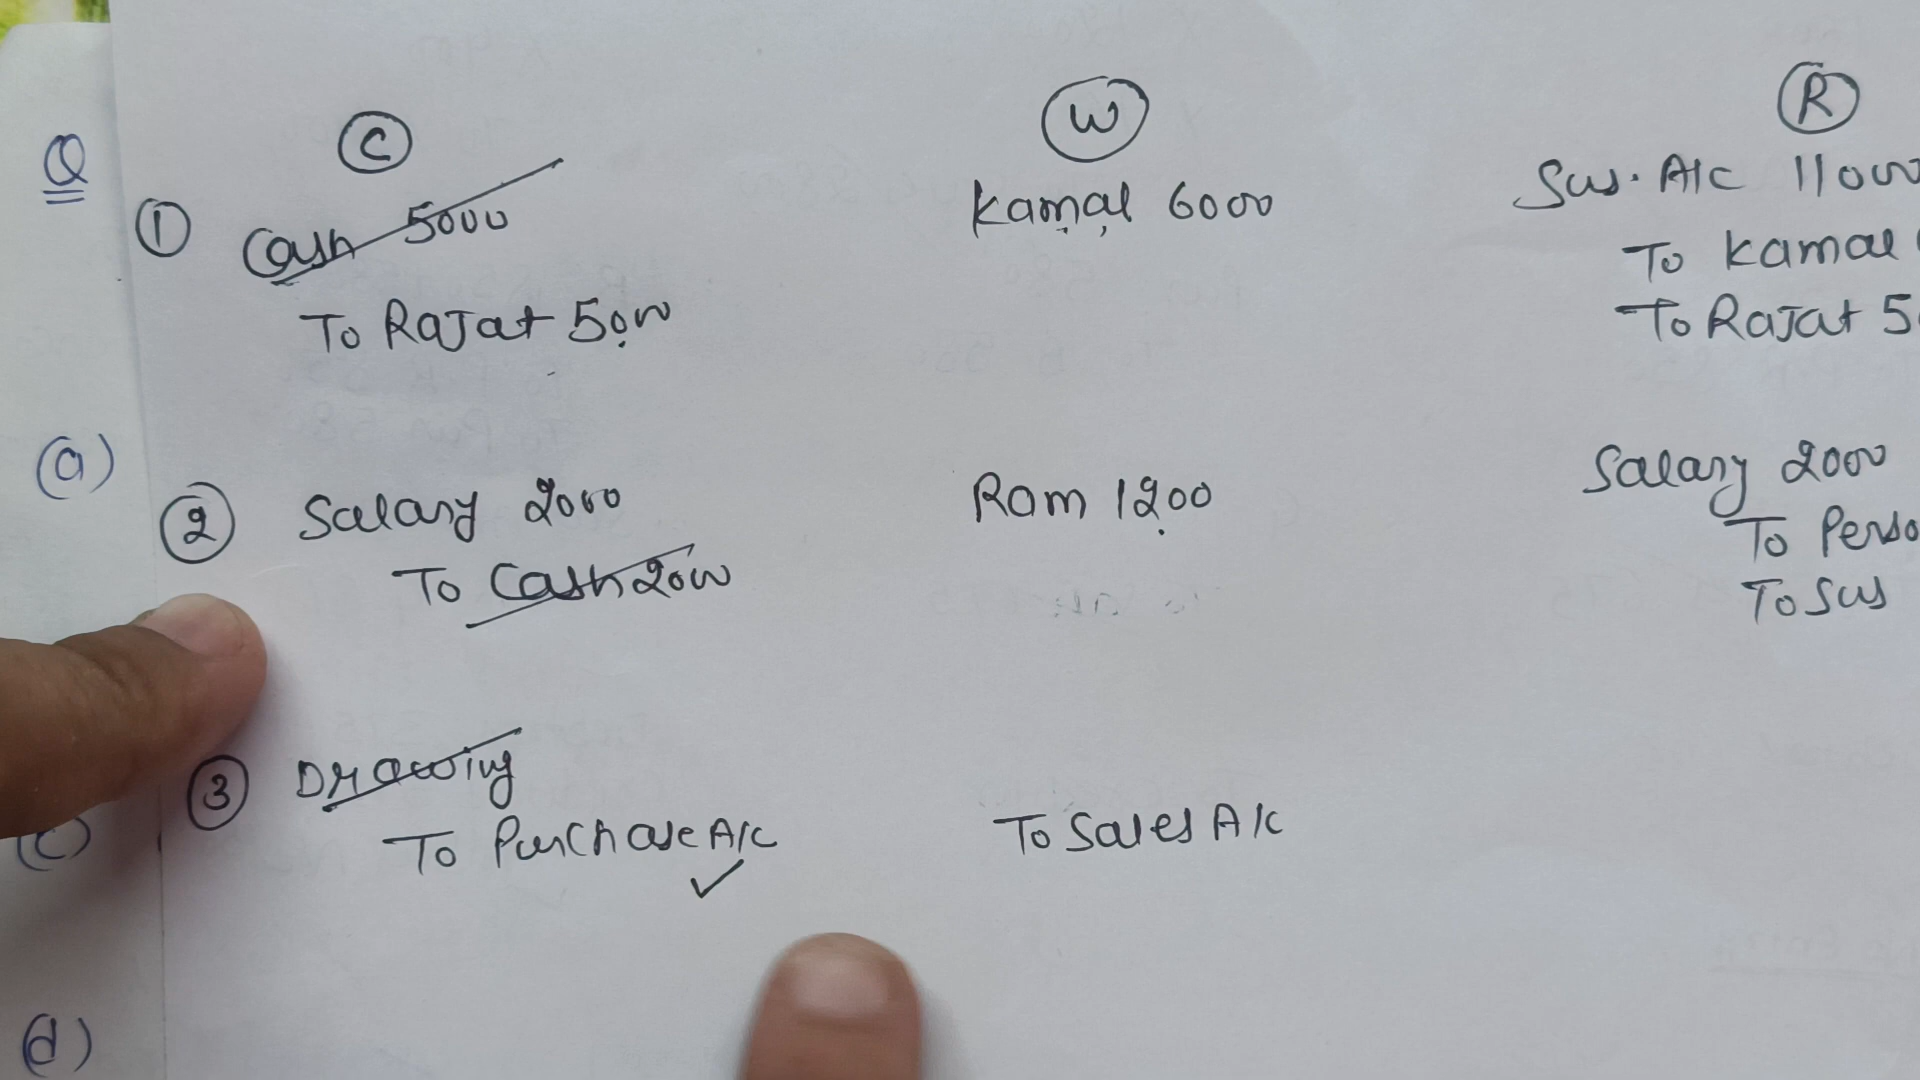 Q
C
W
R
① Cash 5000
Kamal 6000
Sus. A/c 11000
To Kamal
To Rajat 5000
To Rajat 5
(a)
② Salary 2000
Ram 1200
Salary 2000
To Cash 2000
To Perso
To Sus
③ Drawing
To Purchase A/c
To Sales A/c
(c)
(d)